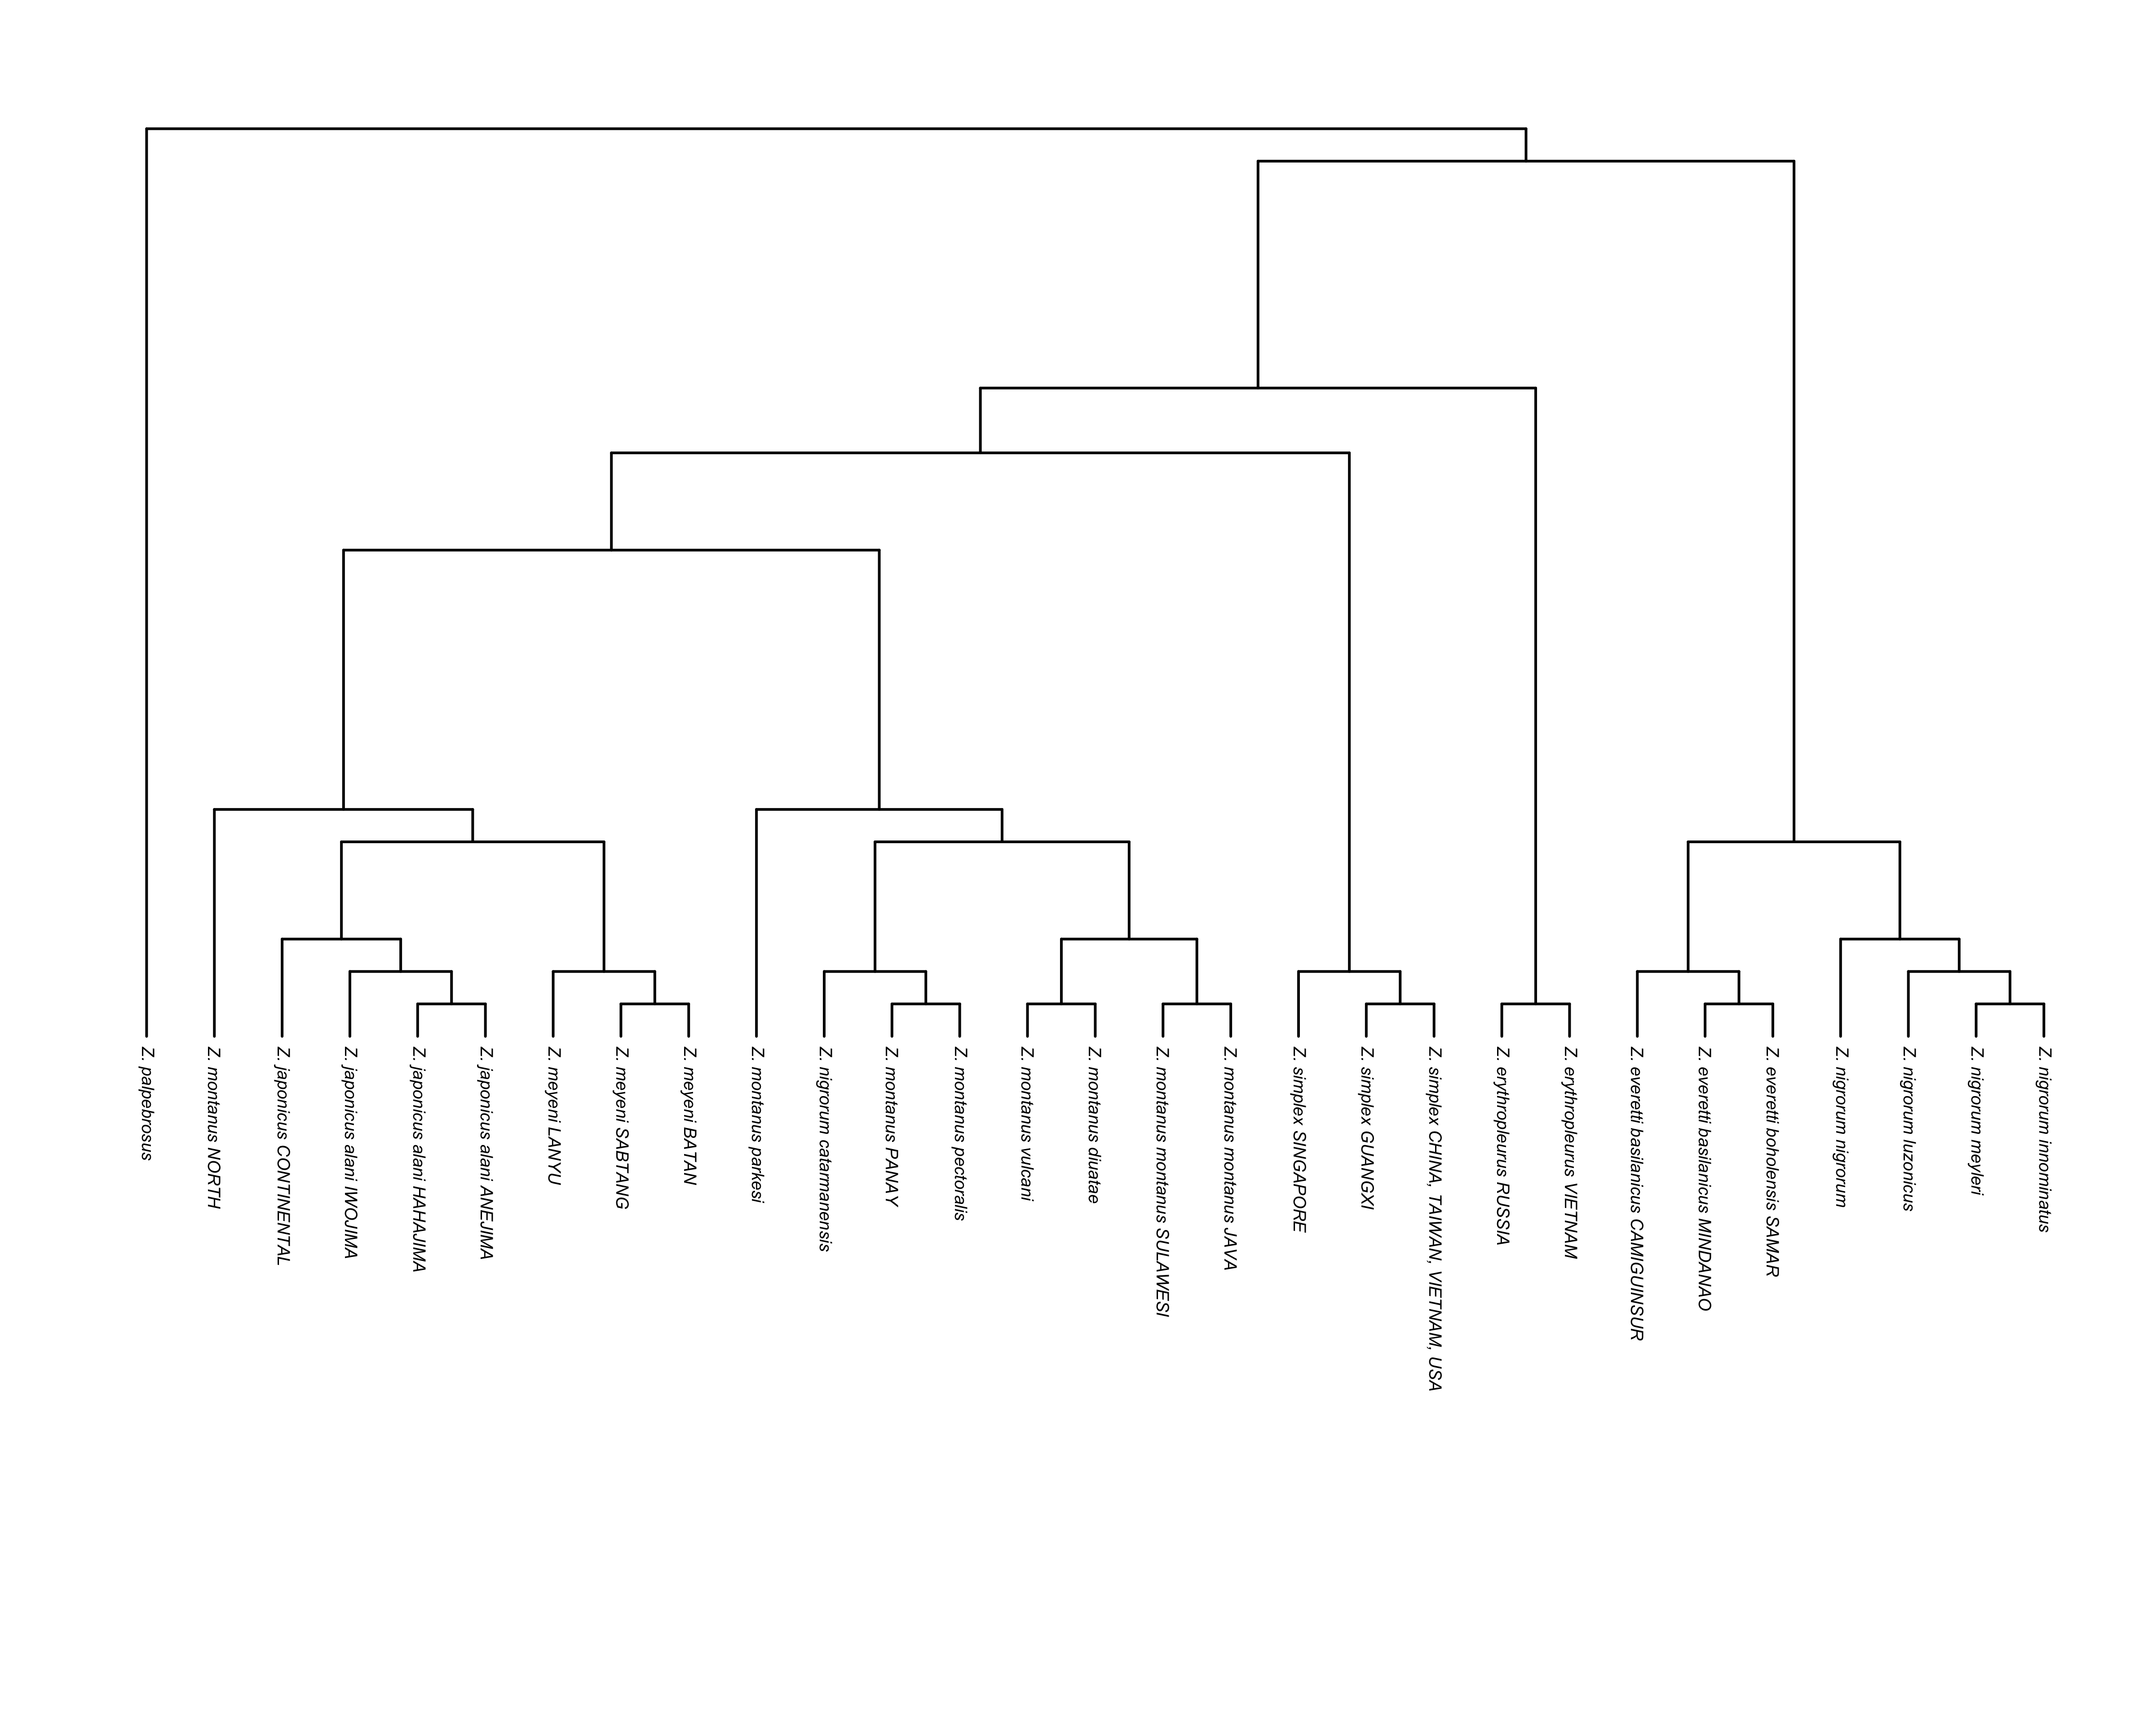 Z. palpebrosus
Z. montanus NORTH
Z. japonicus CONTINENTAL
Z. japonicus alani IWOJIMA
Z. japonicus alani HAHAJIMA
Z. japonicus alani ANEJIMA
Z. meyeni LANYU
Z. meyeni SABTANG
Z. meyeni BATAN
Z. montanus parkesi
Z. nigrorum catarmanensis
Z. montanus PANAY
Z. montanus pectoralis
Z. montanus vulcani
Z. montanus diuatae
Z. montanus montanus SULAWESI
Z. montanus montanus JAVA
Z. simplex SINGAPORE
Z. simplex GUANGXI
Z. simplex CHINA, TAIWAN, VIETNAM, USA
Z. erythropleurus RUSSIA
Z. erythropleurus VIETNAM
Z. everetti basilanicus CAMIGUINSUR
Z. everetti basilanicus MINDANAO
Z. everetti boholensis SAMAR
Z. nigrorum nigrorum
Z. nigrorum luzonicus
Z. nigrorum meyleri
Z. nigrorum innominatus